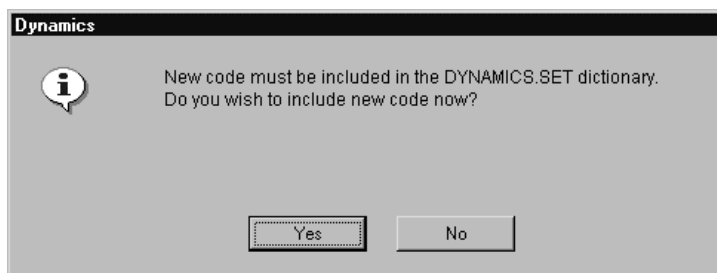 Dynamics
New code must be included in the DYNAMICS.SET dictionary.
Do you wish to include new code now?
Yes
No